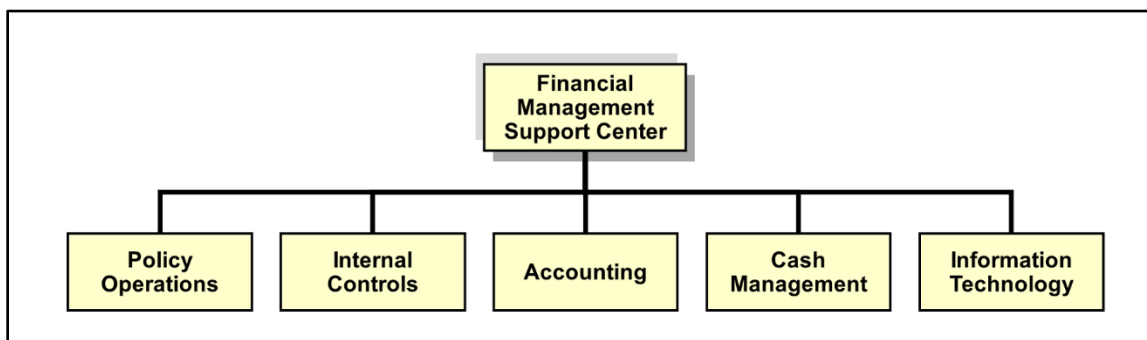 Financial
Management
Support Center
Policy
Operations
Internal
Controls
Accounting
Cash
Management
Information
Technology